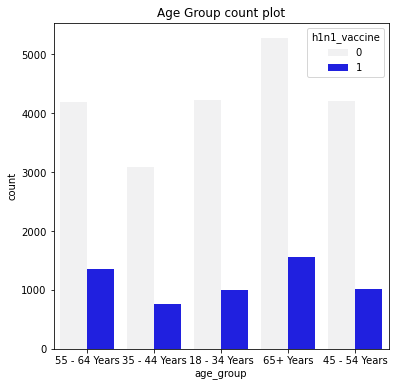 Age Group count plot
h1n1_vaccine
0
1
5000
4000
3000
2000
1000
0
count
55 - 64 Years 35 - 44 Years 18 - 34 Years 65+ Years 45 - 54 Years
age_group